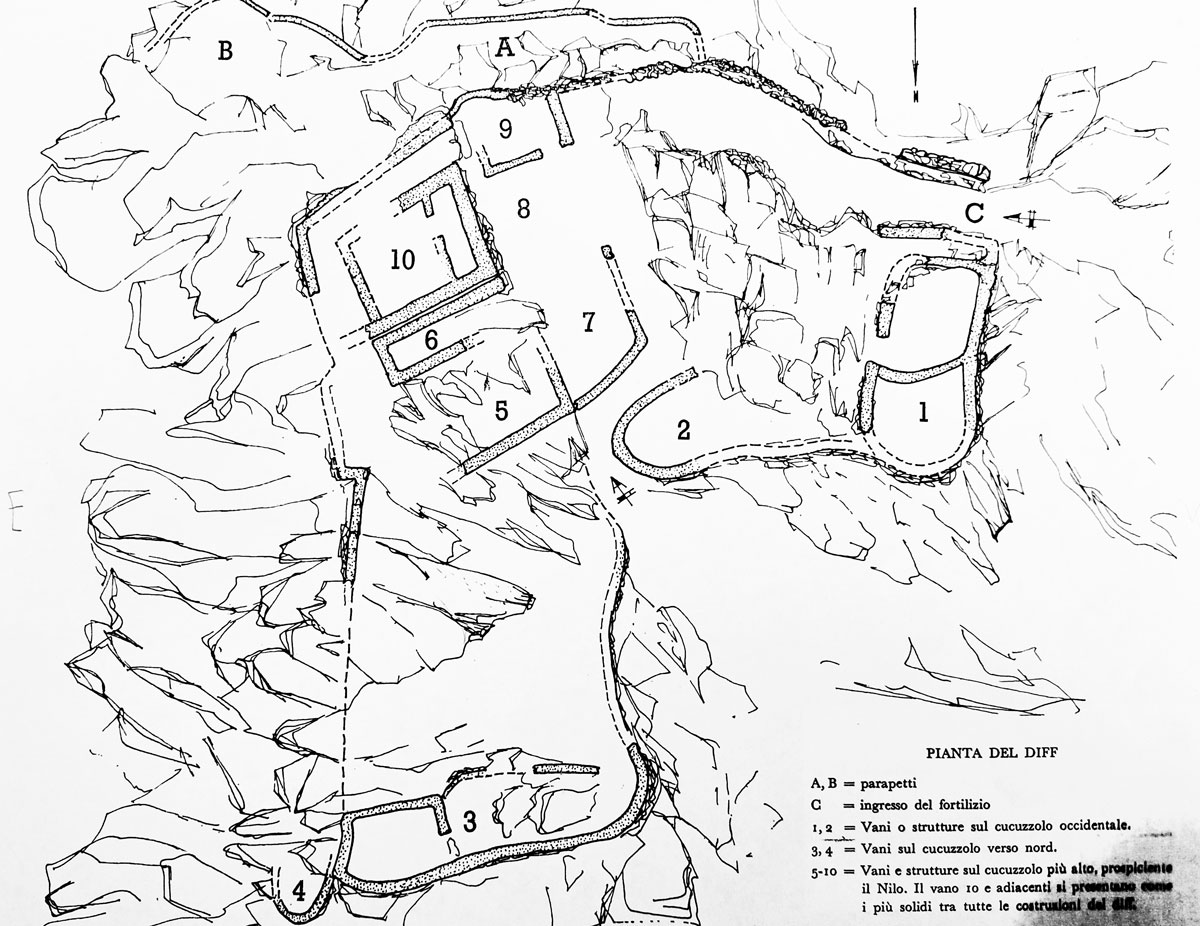 B
A
9
8
C
10
7
6
5
2
1
E
3
4
PIANTA DEL DIFF
A, B = parapetti
C = ingresso del fortilizio
1, 2 = Vani o strutture sul cucuzzolo occidentale.
3, 4 = Vani sul cucuzzolo verso nord.
5-10 = Vani e strutture sul cucuzzolo più alto, prospiciente
il Nilo. Il vano 10 e adiacenti si presentano come
i più solidi tra tutte le costruzioni del diff.